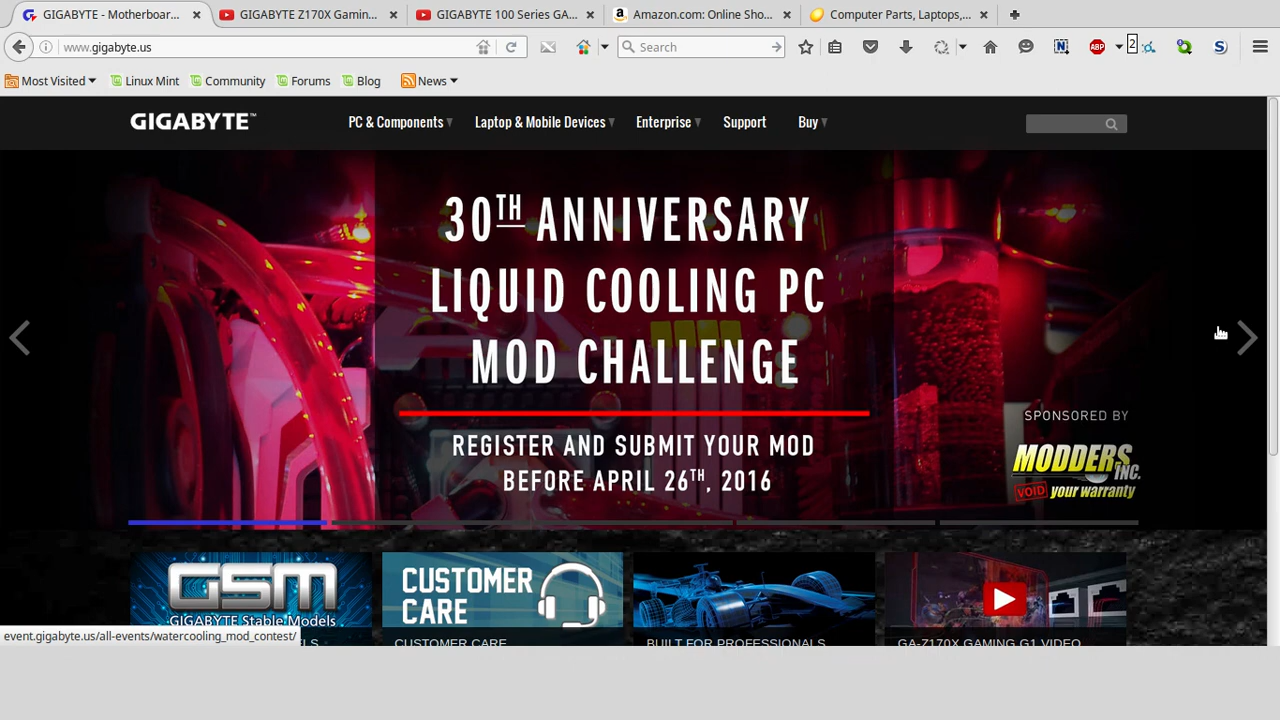 GIGABYTE - Motherboar...
GIGABYTE Z170X Gamin...
GIGABYTE 100 Series GA...
Amazon.com: Online Sho...
Computer Parts, Laptops,...
www.gigabyte.us
Search
ABP
2
Most Visited
Linux Mint
Community
Forums
Blog
News
GIGABYTE™
PC & Components
Laptop & Mobile Devices
Enterprise
Support
Buy
30TH ANNIVERSARY
LIQUID COOLING PC
MOD CHALLENGE
REGISTER AND SUBMIT YOUR MOD
BEFORE APRIL 26TH, 2016
SPONSORED BY
MODDERS
INC.
VOID your warranty
GSM
GIGABYTE Stable Models
CUSTOMER
CARE
event.gigabyte.us/all-events/watercooling_mod_contest/
CUSTOMER CARE
BUILT FOR PROFESSIONALS
GA-Z170X GAMING G1 VIDEO